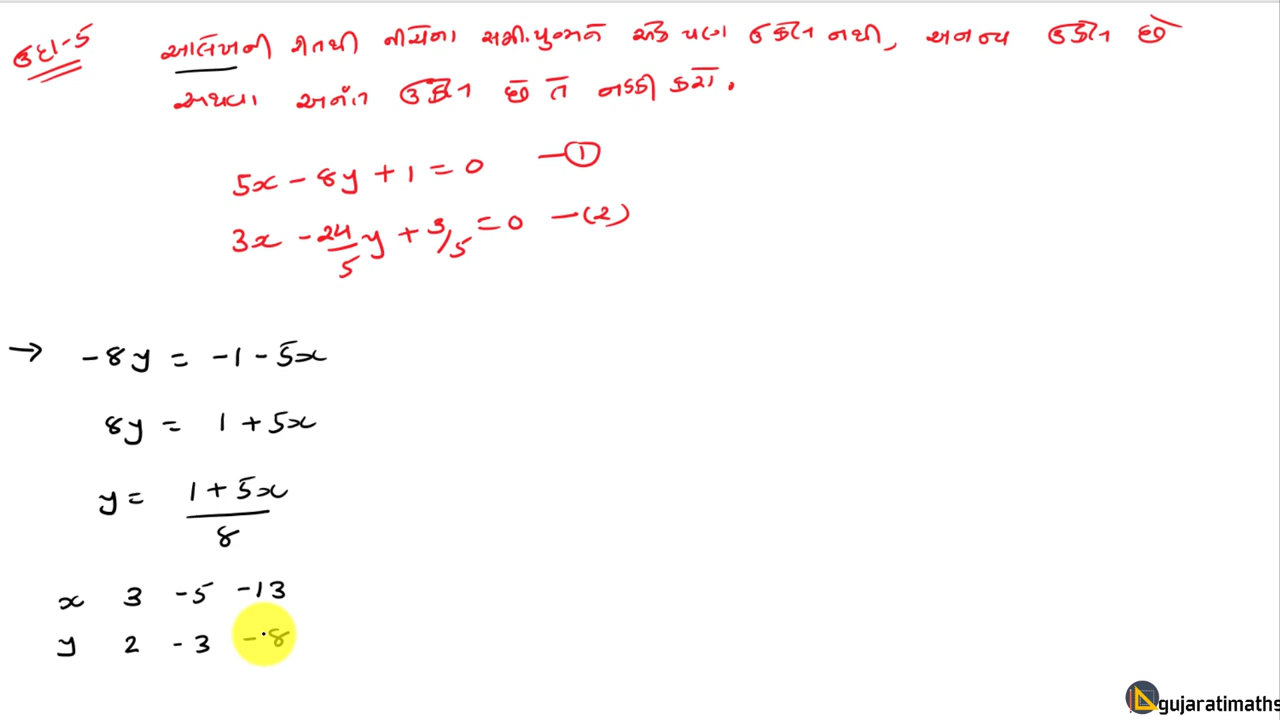 ઉદા-5 આલેખની રીતથી નીચેના સમી.યુગ્મને એકે પણ ઉકેલ નથી, અનન્ય ઉકેલ છે
અથવા અનંત ઉકેલ છે તે નક્કી કરો.
5x - 8y + 1 = 0 —①
3x - 24/5 y + 3/5 = 0 —(2)
→ -8y = -1 - 5x
8y = 1 + 5x
y = 1 + 5x
8
x 3 -5 -13
y 2 -3 -8
gujaratimaths